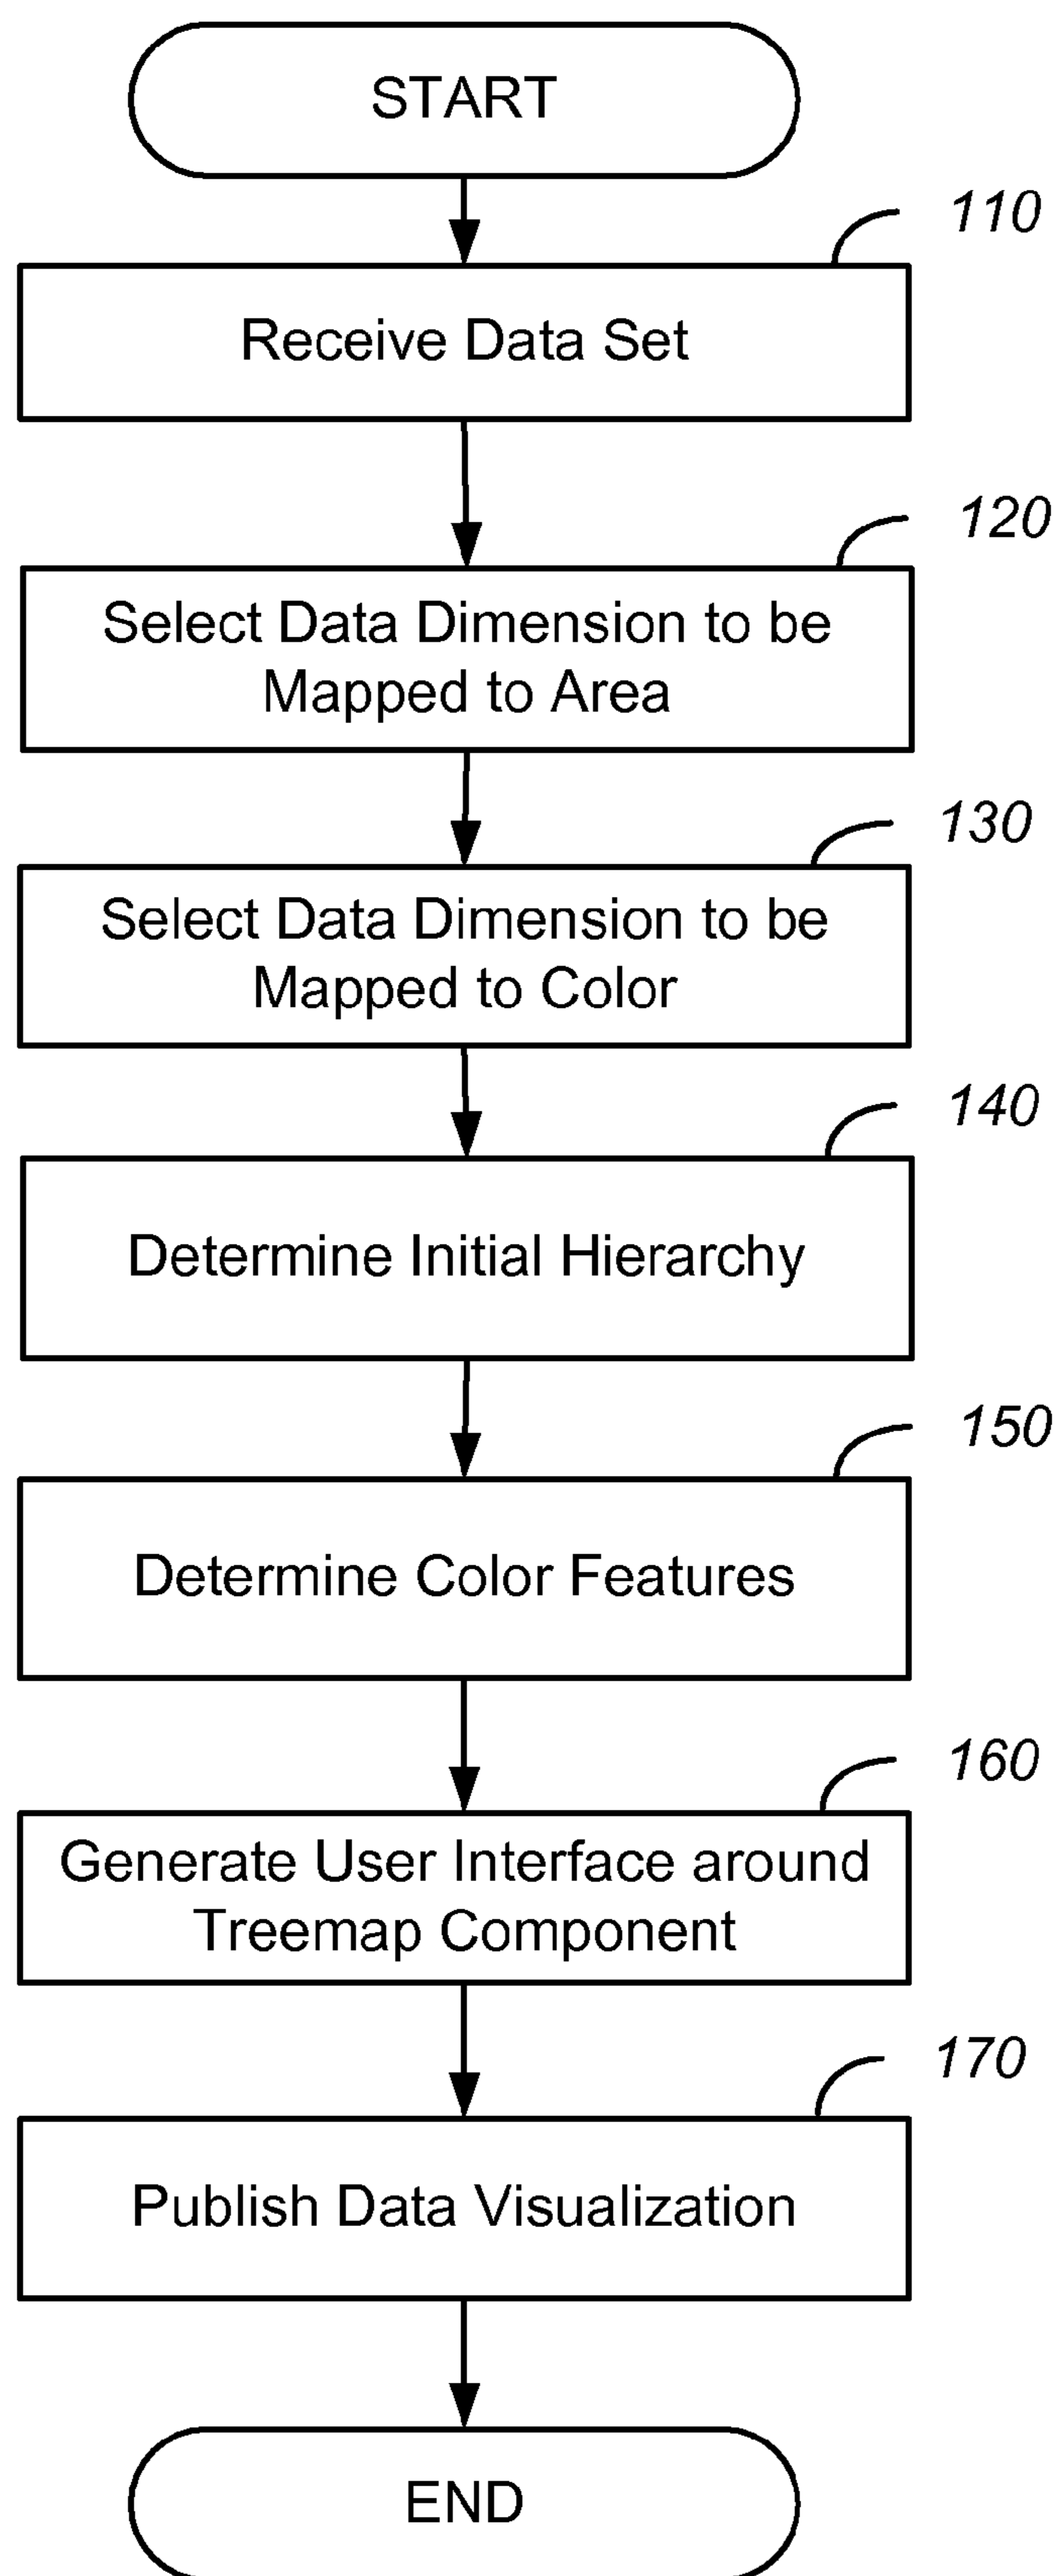 START
110
Receive Data Set
120
Select Data Dimension to be
Mapped to Area
130
Select Data Dimension to be
Mapped to Color
140
Determine Initial Hierarchy
150
Determine Color Features
160
Generate User Interface around
Treemap Component
170
Publish Data Visualization
END